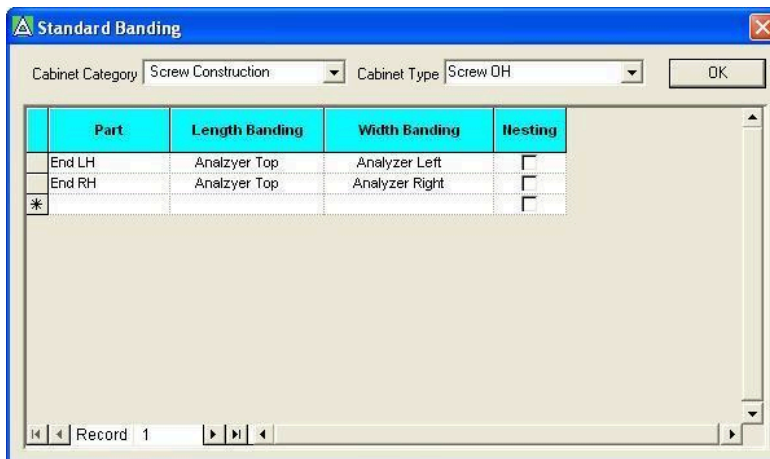 Standard Banding
Cabinet Category Screw Construction Cabinet Type Screw OH OK
Part Length Banding Width Banding Nesting
End LH Analzyer Top Analyzer Left
End RH Analzyer Top Analyzer Right
Record 1